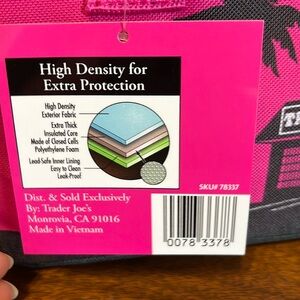 High Density for
Extra Protection
High Density
Exterior Fabric
Extra Thick
Insulated Core
Made of Closed Cells
Polyethylene Foam
Lead-Safe Inner Lining
Easy to Clean
Leak-Proof
SKU# 78337
Dist. & Sold Exclusively
By: Trader Joe's
Monrovia, CA 91016
Made in Vietnam
0078 3378